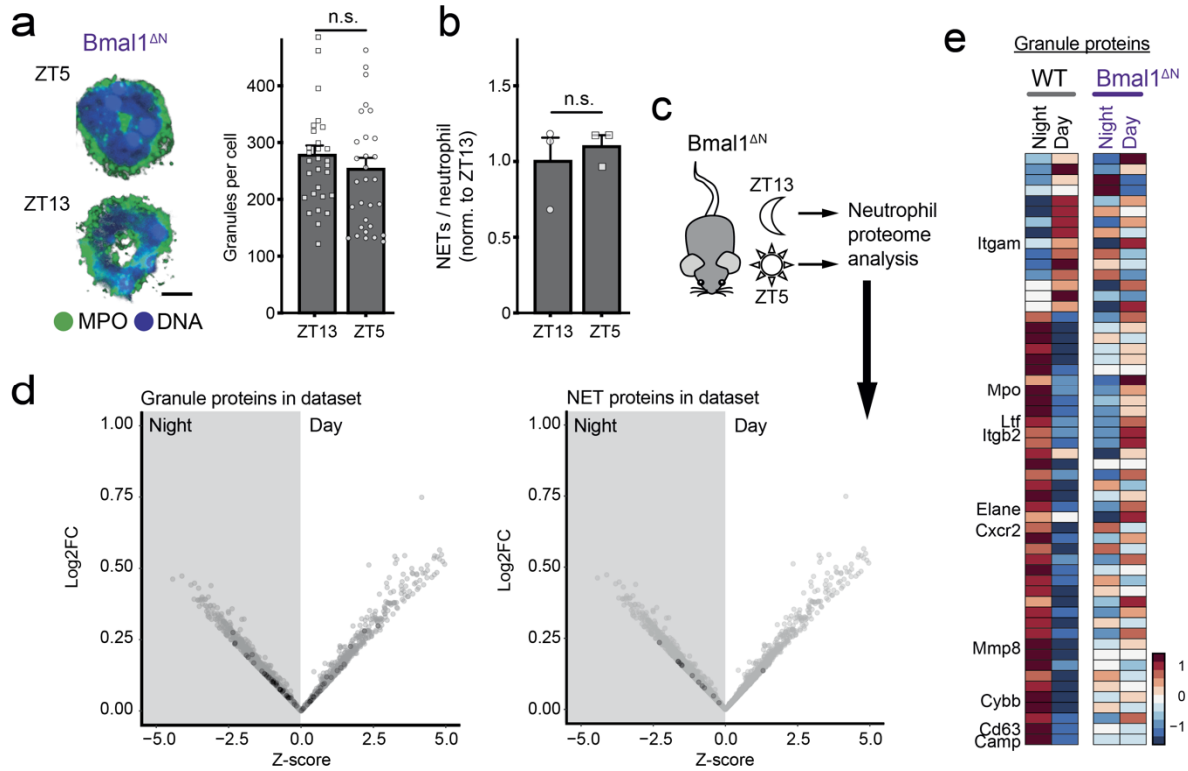 a
Bmal1ΔN
ZT5
ZT13
MPO
DNA
n.s.
Granules per cell
400
300
200
100
0
ZT13
ZT5
b
n.s.
NETs / neutrophil
(norm. to ZT13)
1.5
1.0
0.5
0
ZT13
ZT5
c
Bmal1ΔN
ZT13
ZT5
Neutrophil
proteome
analysis
d
Granule proteins in dataset
Night
Day
Log2FC
1.00
0.75
0.50
0.25
0.00
−5.0
−2.5
0.0
2.5
5.0
Z-score
NET proteins in dataset
Night
Day
Log2FC
1.00
0.75
0.50
0.25
0.00
−5.0
−2.5
0.0
2.5
5.0
Z-score
e
Granule proteins
WT
Bmal1ΔN
Night
Day
Night
Day
Itgam
Mpo
Ltf
Itgb2
Elane
Cxcr2
Mmp8
Cybb
Cd63
Camp
1
0
−1